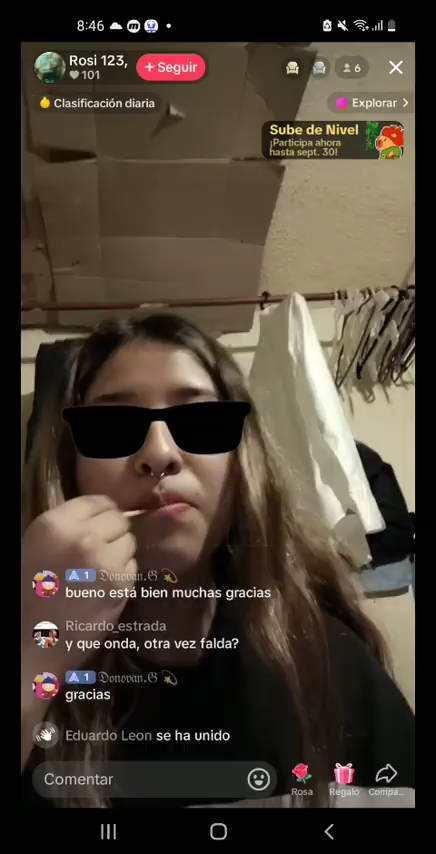 8:46
Rosi 123,
101
+ Seguir
6
Clasificación diaria
Explorar
Sube de Nivel
¡Participa ahora
hasta sept. 30!
1 𝔇𝔬𝔫𝔬𝔳𝔞𝔫.𝔊
bueno está bien muchas gracias
Ricardo_estrada
y que onda, otra vez falda?
1 𝔇𝔬𝔫𝔬𝔳𝔞𝔫.𝔊
gracias
Eduardo Leon se ha unido
Comentar
Rosa
Regalo
Compa...